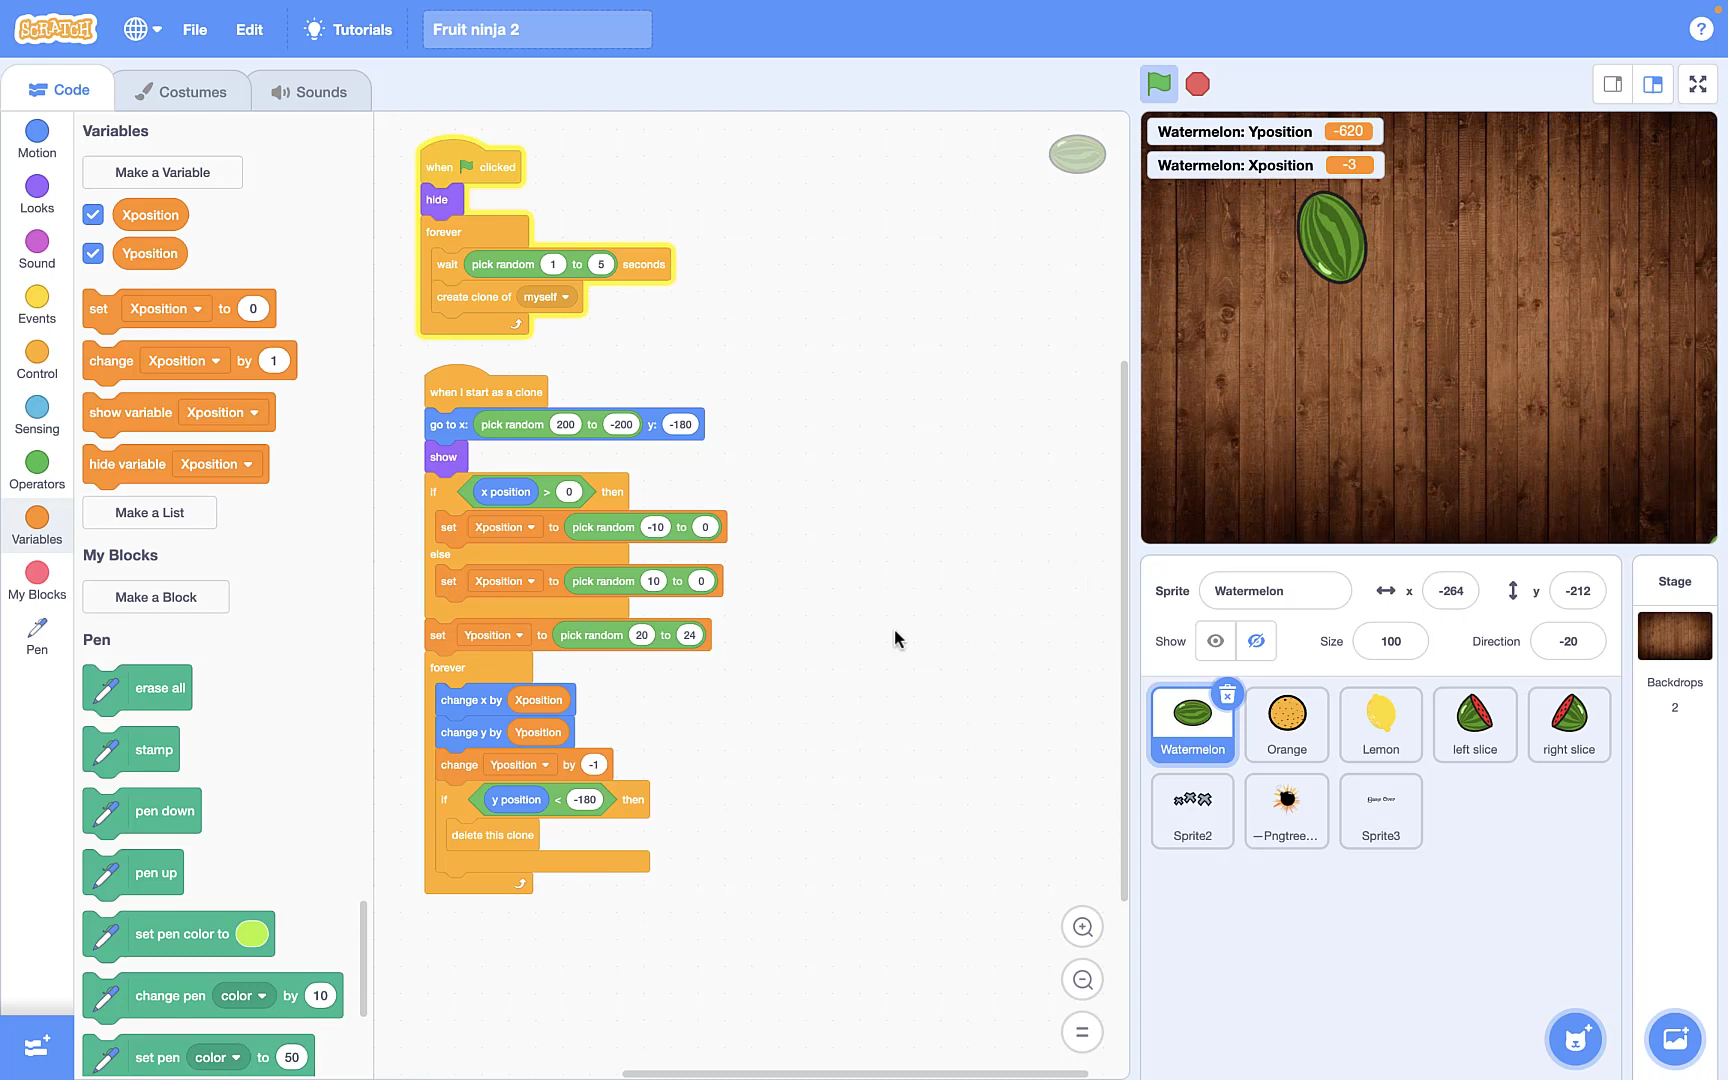 SCRATCH
File
Edit
Tutorials
Fruit ninja 2
?
Code
Costumes
Sounds
Motion
Looks
Sound
Events
Control
Sensing
Operators
Variables
My Blocks
Pen
Variables
Make a Variable
Xposition
Yposition
set Xposition to 0
change Xposition by 1
show variable Xposition
hide variable Xposition
Make a List
My Blocks
Make a Block
Pen
erase all
stamp
pen down
pen up
set pen color to
change pen color by 10
set pen color to 50
when clicked
hide
forever
wait pick random 1 to 5 seconds
create clone of myself
when I start as a clone
go to x: pick random 200 to -200 y: -180
show
if x position > 0 then
set Xposition to pick random -10 to 0
else
set Xposition to pick random 10 to 0
set Yposition to pick random 20 to 24
forever
change x by Xposition
change y by Yposition
change Yposition by -1
if y position < -180 then
delete this clone
Watermelon: Yposition -620
Watermelon: Xposition -3
Sprite Watermelon x -264 y -212
Show Size 100 Direction -20
Watermelon
Orange
Lemon
left slice
right slice
Sprite2
—Pngtree...
Game Over
Sprite3
Stage
Backdrops
2